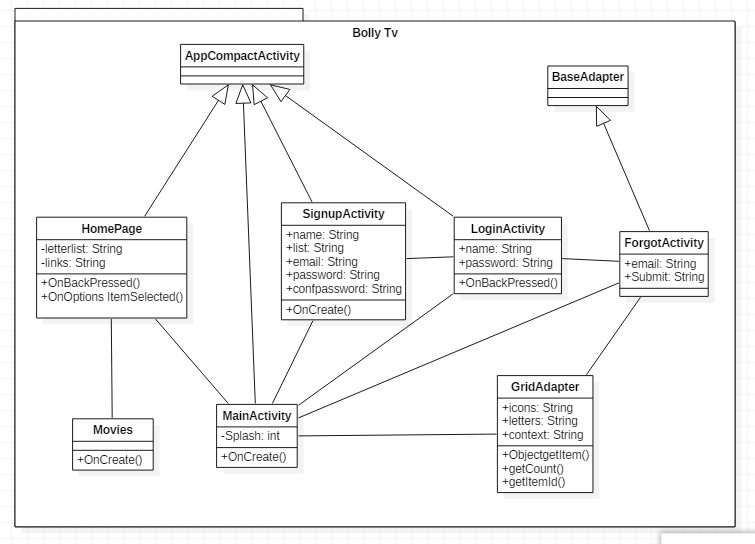 Bolly Tv
AppCompactActivity
BaseAdapter
HomePage
-letterlist: String
-links: String
+OnBackPressed()
+OnOptions ItemSelected()
SignupActivity
+name: String
+list: String
+email: String
+password: String
+confpassword: String
+OnCreate()
LoginActivity
+name: String
+password: String
+OnBackPressed()
ForgotActivity
+email: String
+Submit: String
Movies
+OnCreate()
MainActivity
-Splash: int
+OnCreate()
GridAdapter
+icons: String
+letters: String
+context: String
+ObjectgetItem()
+getCount()
+getItemId()